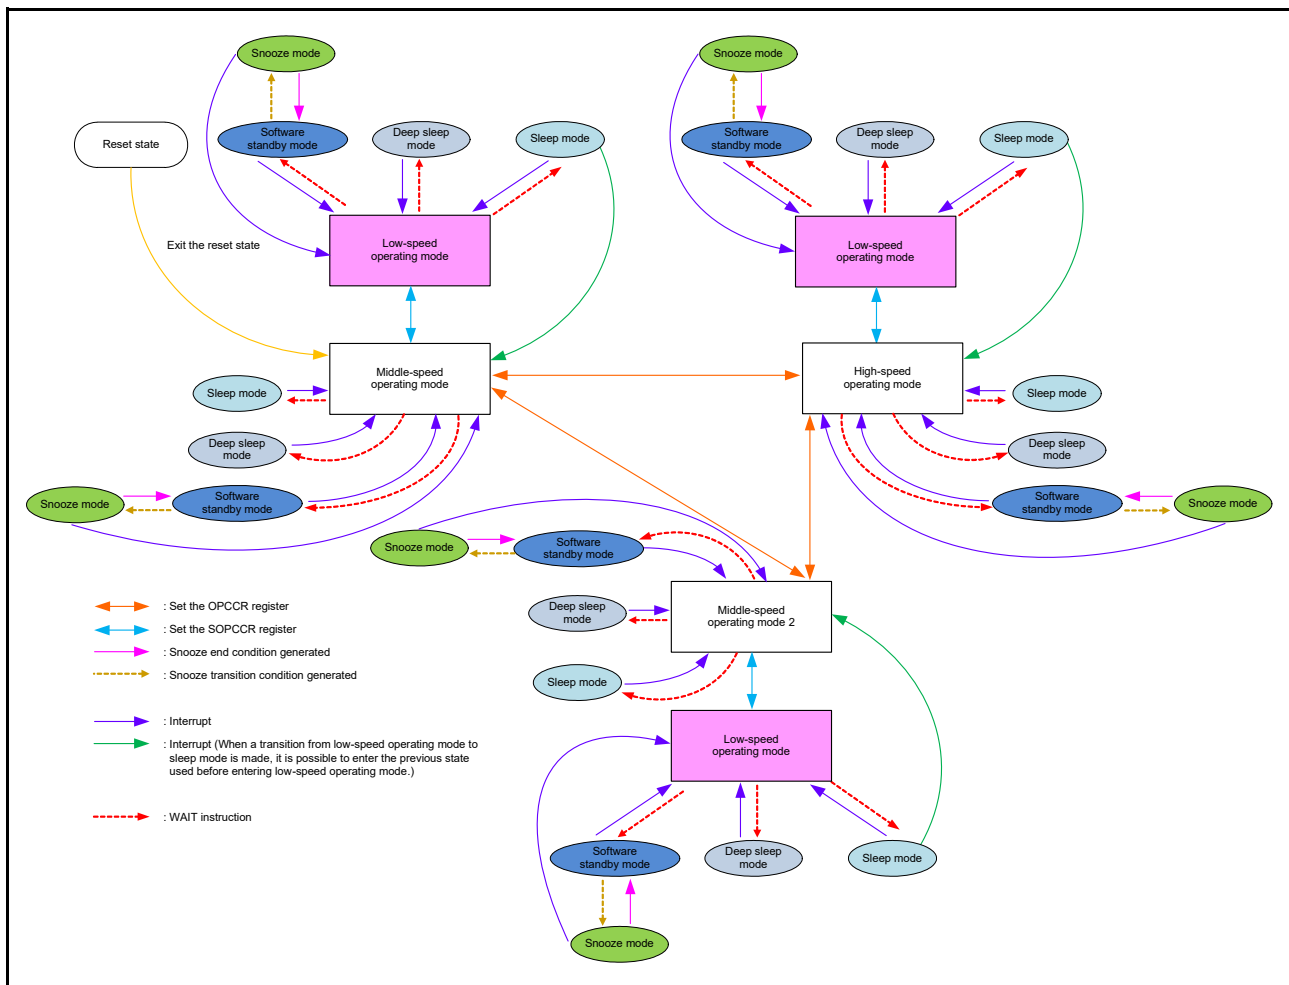 Snooze mode
Snooze mode
Reset state
Software
standby mode
Deep sleep
mode
Sleep mode
Software
standby mode
Deep sleep
mode
Sleep mode
Exit the reset state
Low-speed
operating mode
Low-speed
operating mode
Middle-speed
operating mode
High-speed
operating mode
Sleep mode
Sleep mode
Deep sleep
mode
Deep sleep
mode
Snooze mode
Software
standby mode
Software
standby mode
Snooze mode
Snooze mode
Software
standby mode
Deep sleep
mode
Middle-speed
operating mode 2
Sleep mode
Low-speed
operating mode
Software
standby mode
Deep sleep
mode
Sleep mode
Snooze mode
: Set the OPCCR register
: Set the SOPCCR register
: Snooze end condition generated
: Snooze transition condition generated
: Interrupt
: Interrupt (When a transition from low-speed operating mode to
sleep mode is made, it is possible to enter the previous state
used before entering low-speed operating mode.)
: WAIT instruction